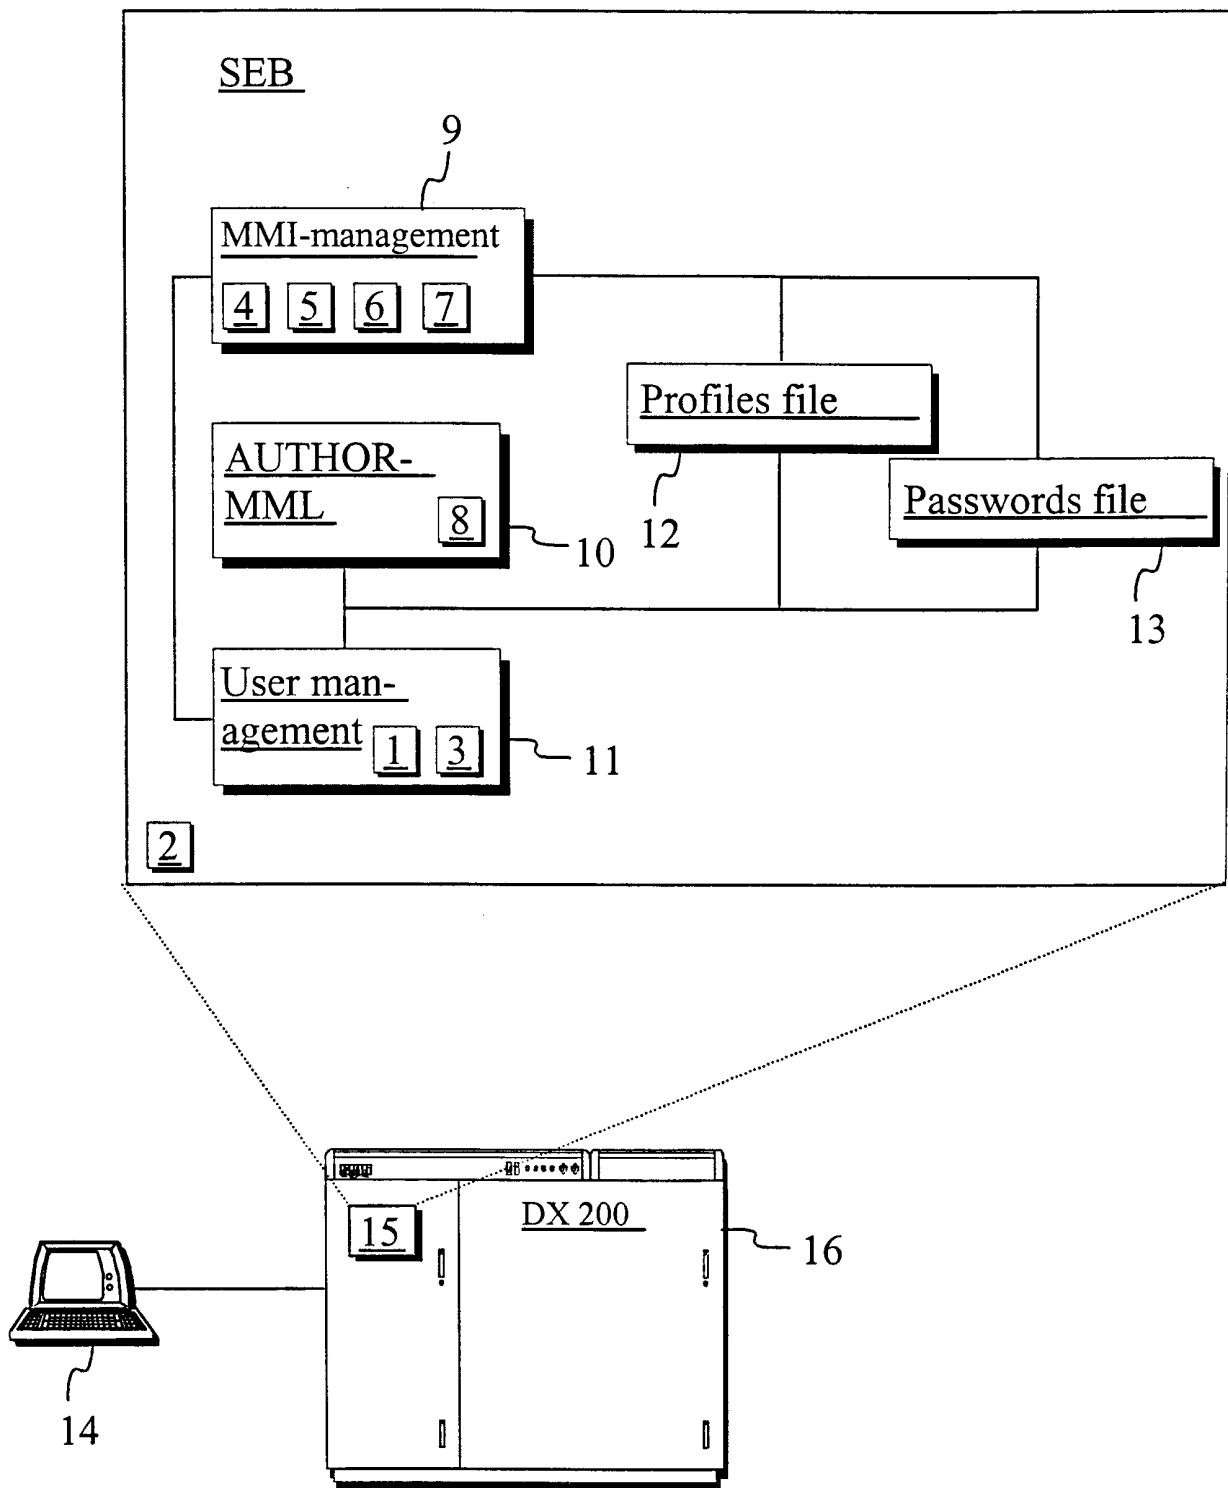 SEB
9
MMI-management
4 5 6 7
Profiles file
12
AUTHOR-
MML 8
10
Passwords file
13
User man-
agement 1 3
11
2
15
DX 200
16
14